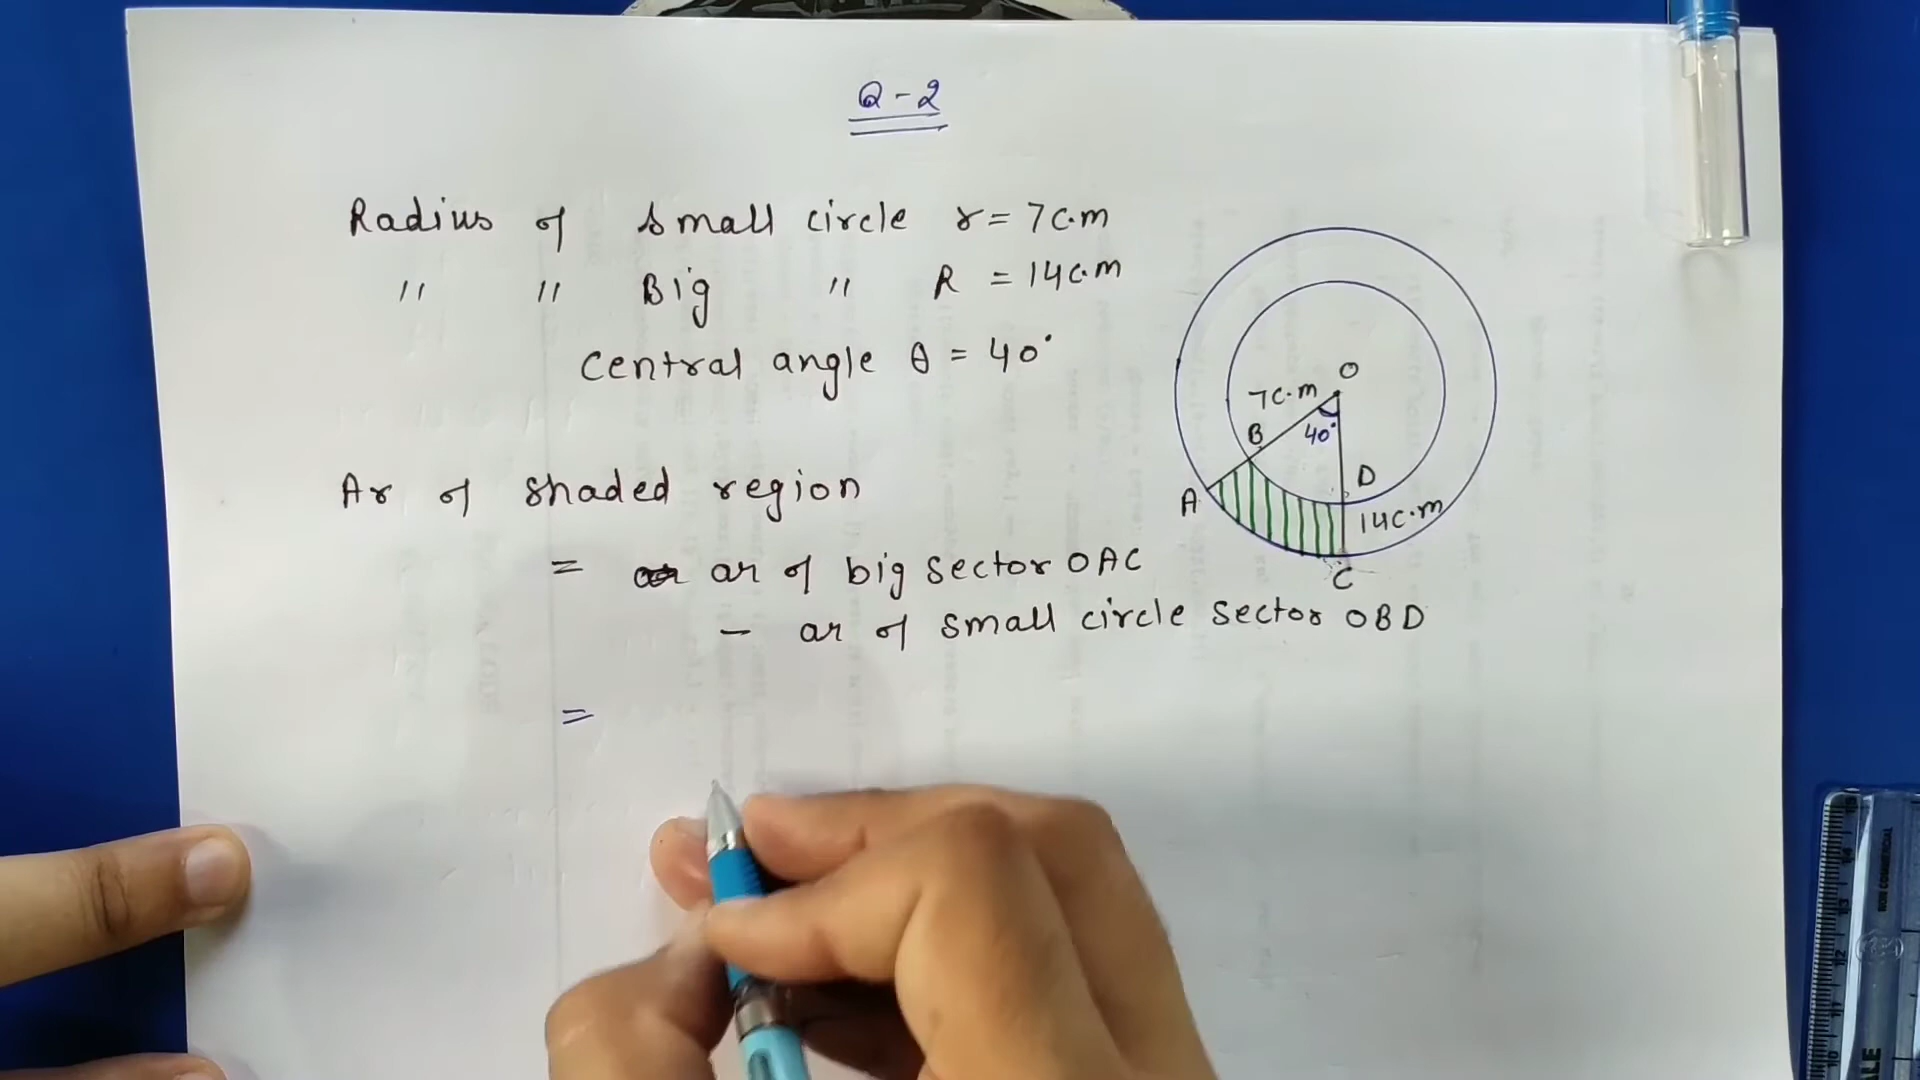 Q-2
Radius of small circle r = 7c.m
" " Big " R = 14c.m
Central angle θ = 40°
O
7c.m
B 40°
D
A
14c.m
C
Ar of shaded region
= ar of big sector OAC
- ar of small circle sector OBD
=